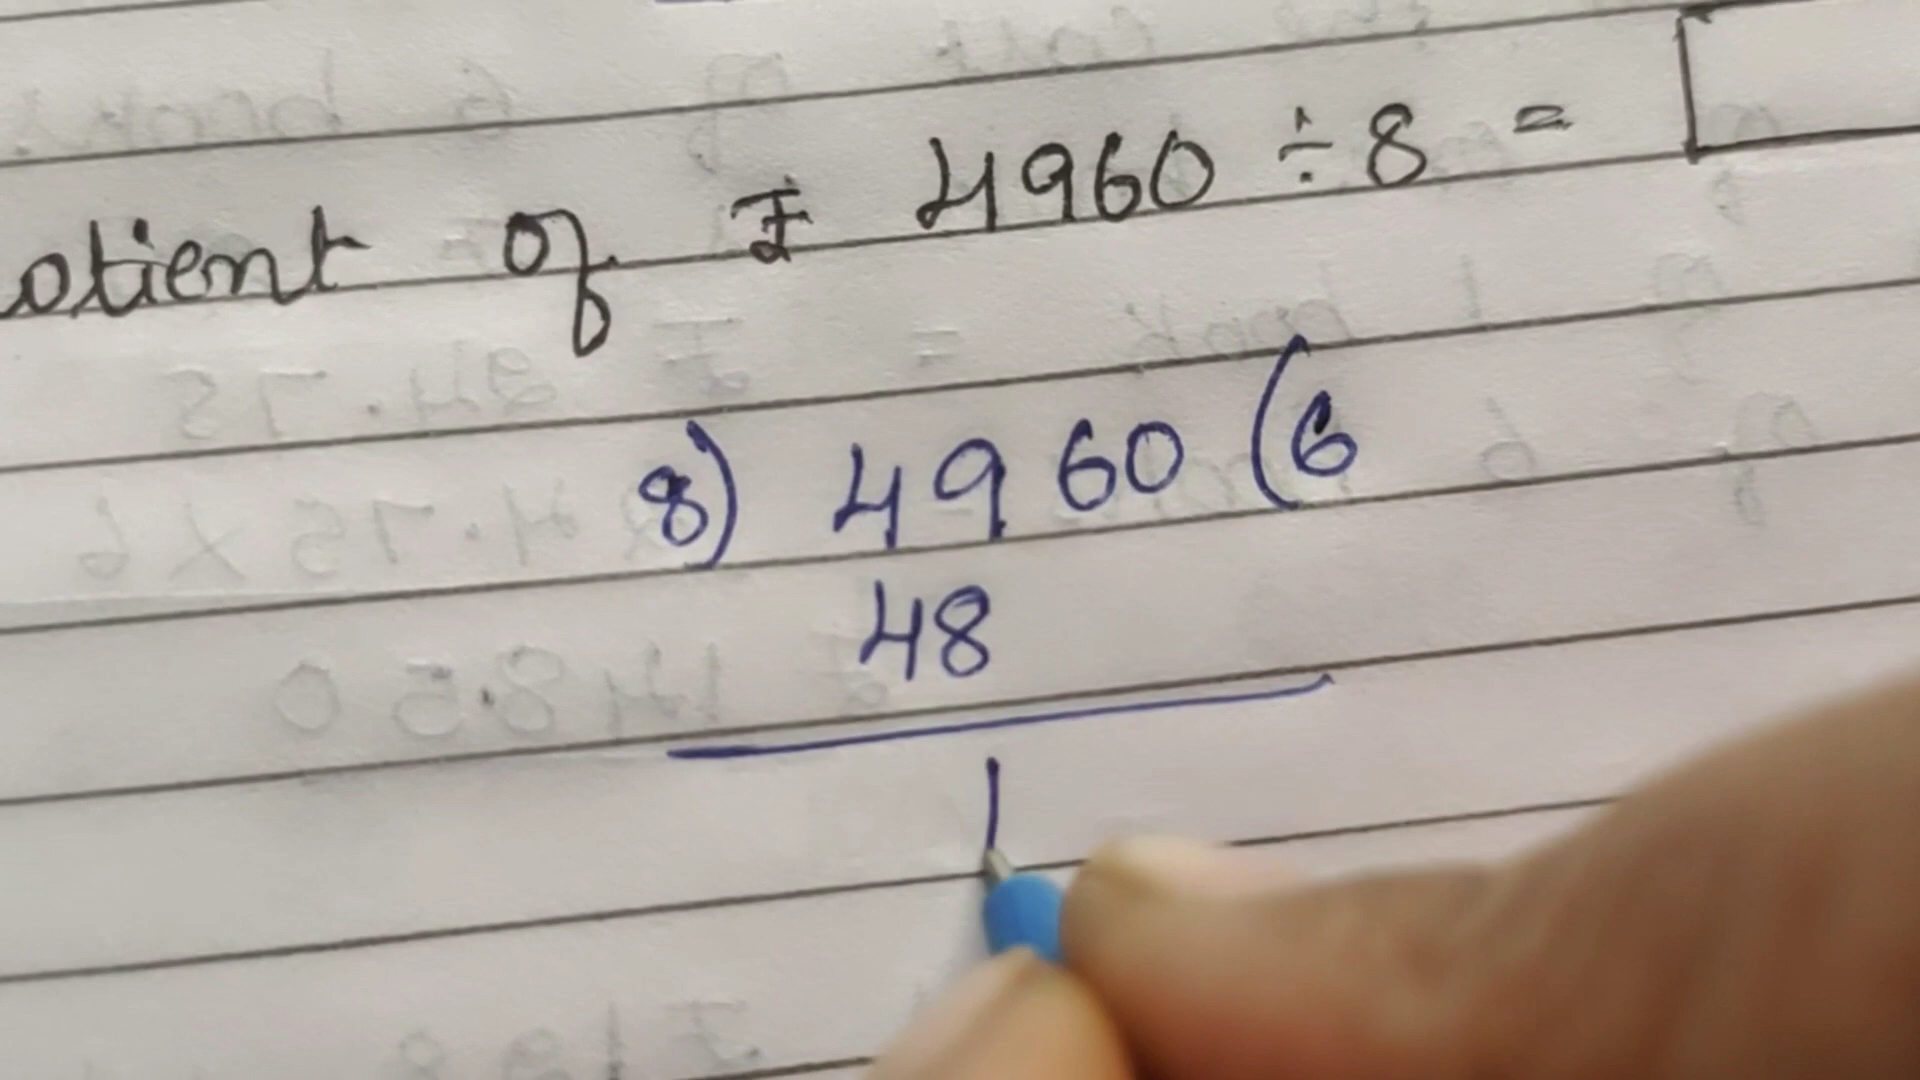 otient of ₹ 4960 ÷ 8 =
8) 4960 (6
48
1